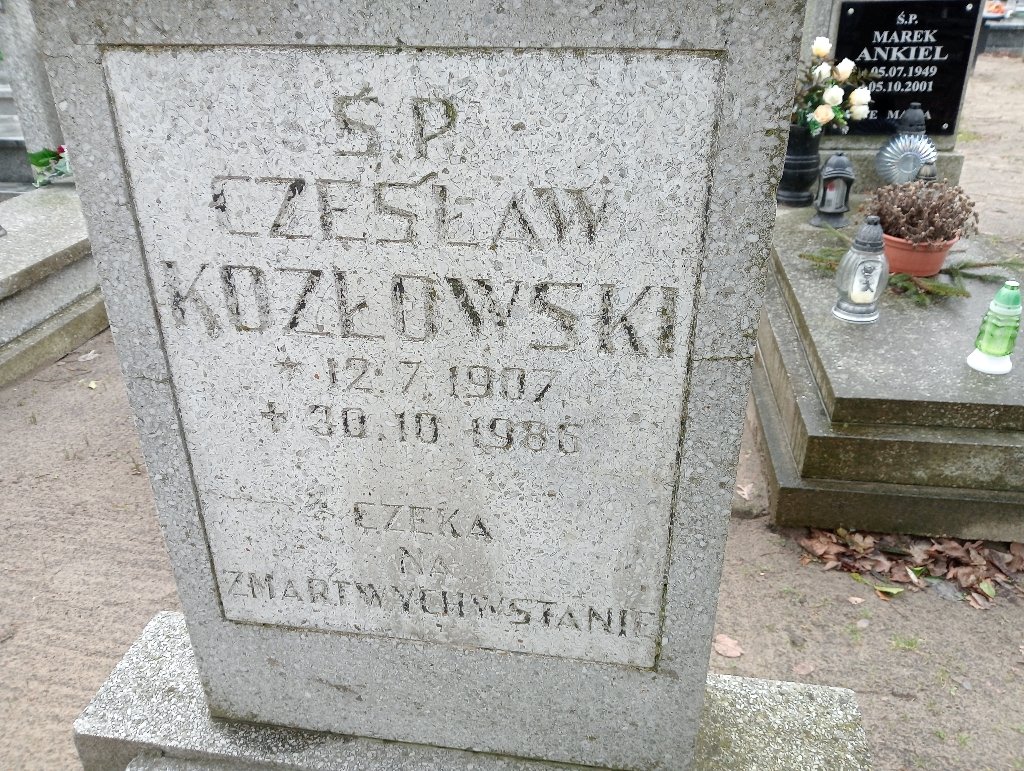 Ś.P.
CZESŁAW
KOZŁOWSKI
* 12.7.1907
+ 30.10.1986
CZEKA
NA
ZMARTWYCHWSTANIE
Ś.P.
MAREK
ANKIEL
05.07.1949
05.10.2001